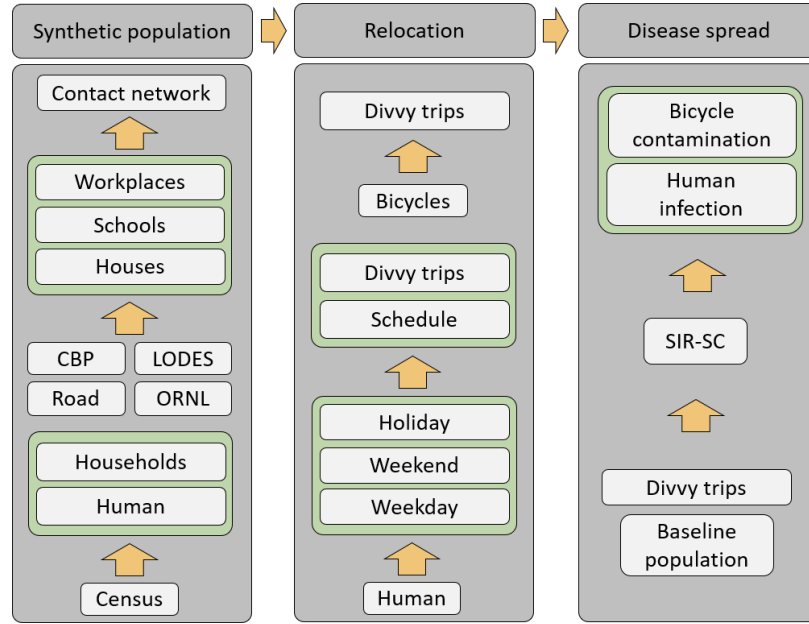 Synthetic population
Relocation
Disease spread
Contact network
Workplaces
Schools
Houses
CBP
LODES
Road
ORNL
Households
Human
Census
Divvy trips
Bicycles
Divvy trips
Schedule
Holiday
Weekend
Weekday
Human
Bicycle
contamination
Human
infection
SIR-SC
Divvy trips
Baseline
population